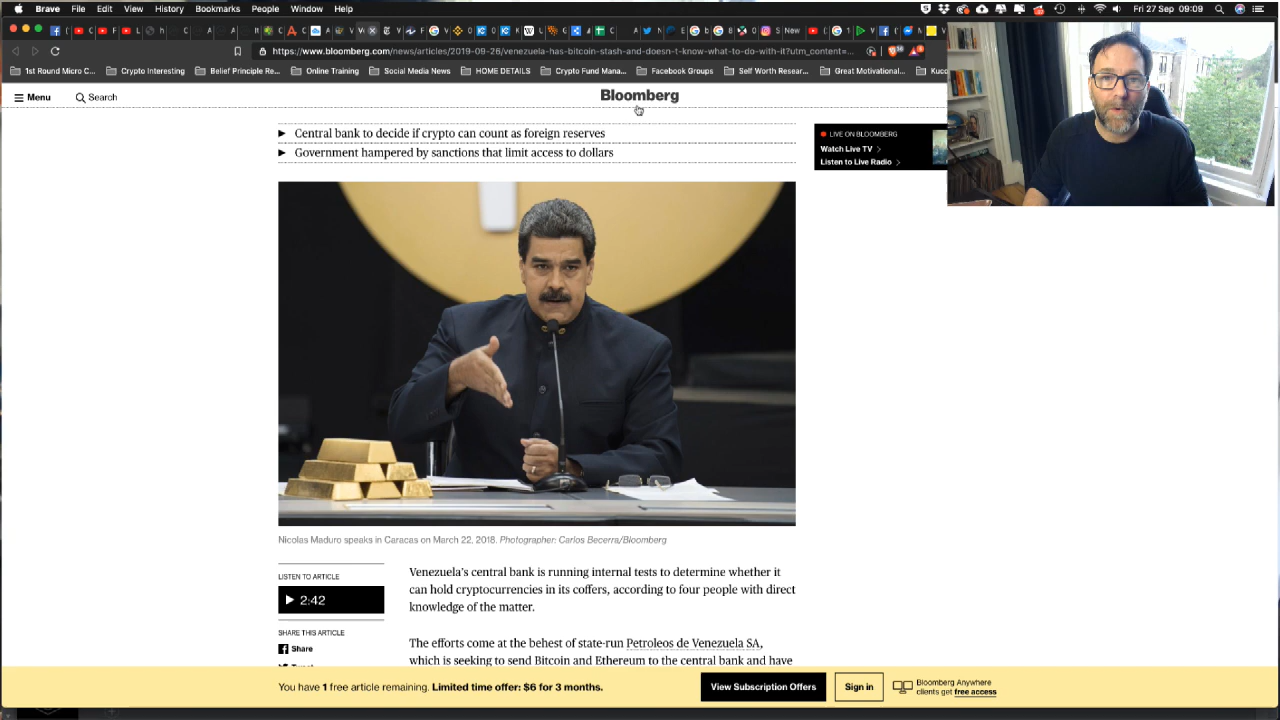 Brave File Edit View History Bookmarks People Window Help Fri 27 Sep 09:09
https://www.bloomberg.com/news/articles/2019-09-26/venezuela-has-bitcoin-stash-and-doesn-t-know-what-to-do-with-it?utm_content=...
1st Round Micro C... Crypto Interesting Belief Principle Re... Online Training Social Media News HOME DETAILS Crypto Fund Mana... Facebook Groups Self Worth Resear... Great Motivational... Kucc
Menu Search Bloomberg
Central bank to decide if crypto can count as foreign reserves
Government hampered by sanctions that limit access to dollars
LIVE ON BLOOMBERG
Watch Live TV
Listen to Live Radio
Nicolas Maduro speaks in Caracas on March 22, 2018. Photographer: Carlos Becerra/Bloomberg
LISTEN TO ARTICLE
2:42
SHARE THIS ARTICLE
Share
Tweet
Venezuela's central bank is running internal tests to determine whether it
can hold cryptocurrencies in its coffers, according to four people with direct
knowledge of the matter.
The efforts come at the behest of state-run Petroleos de Venezuela SA,
which is seeking to send Bitcoin and Ethereum to the central bank and have
You have 1 free article remaining. Limited time offer: $6 for 3 months.
View Subscription Offers
Sign in
Bloomberg Anywhere
clients get free access